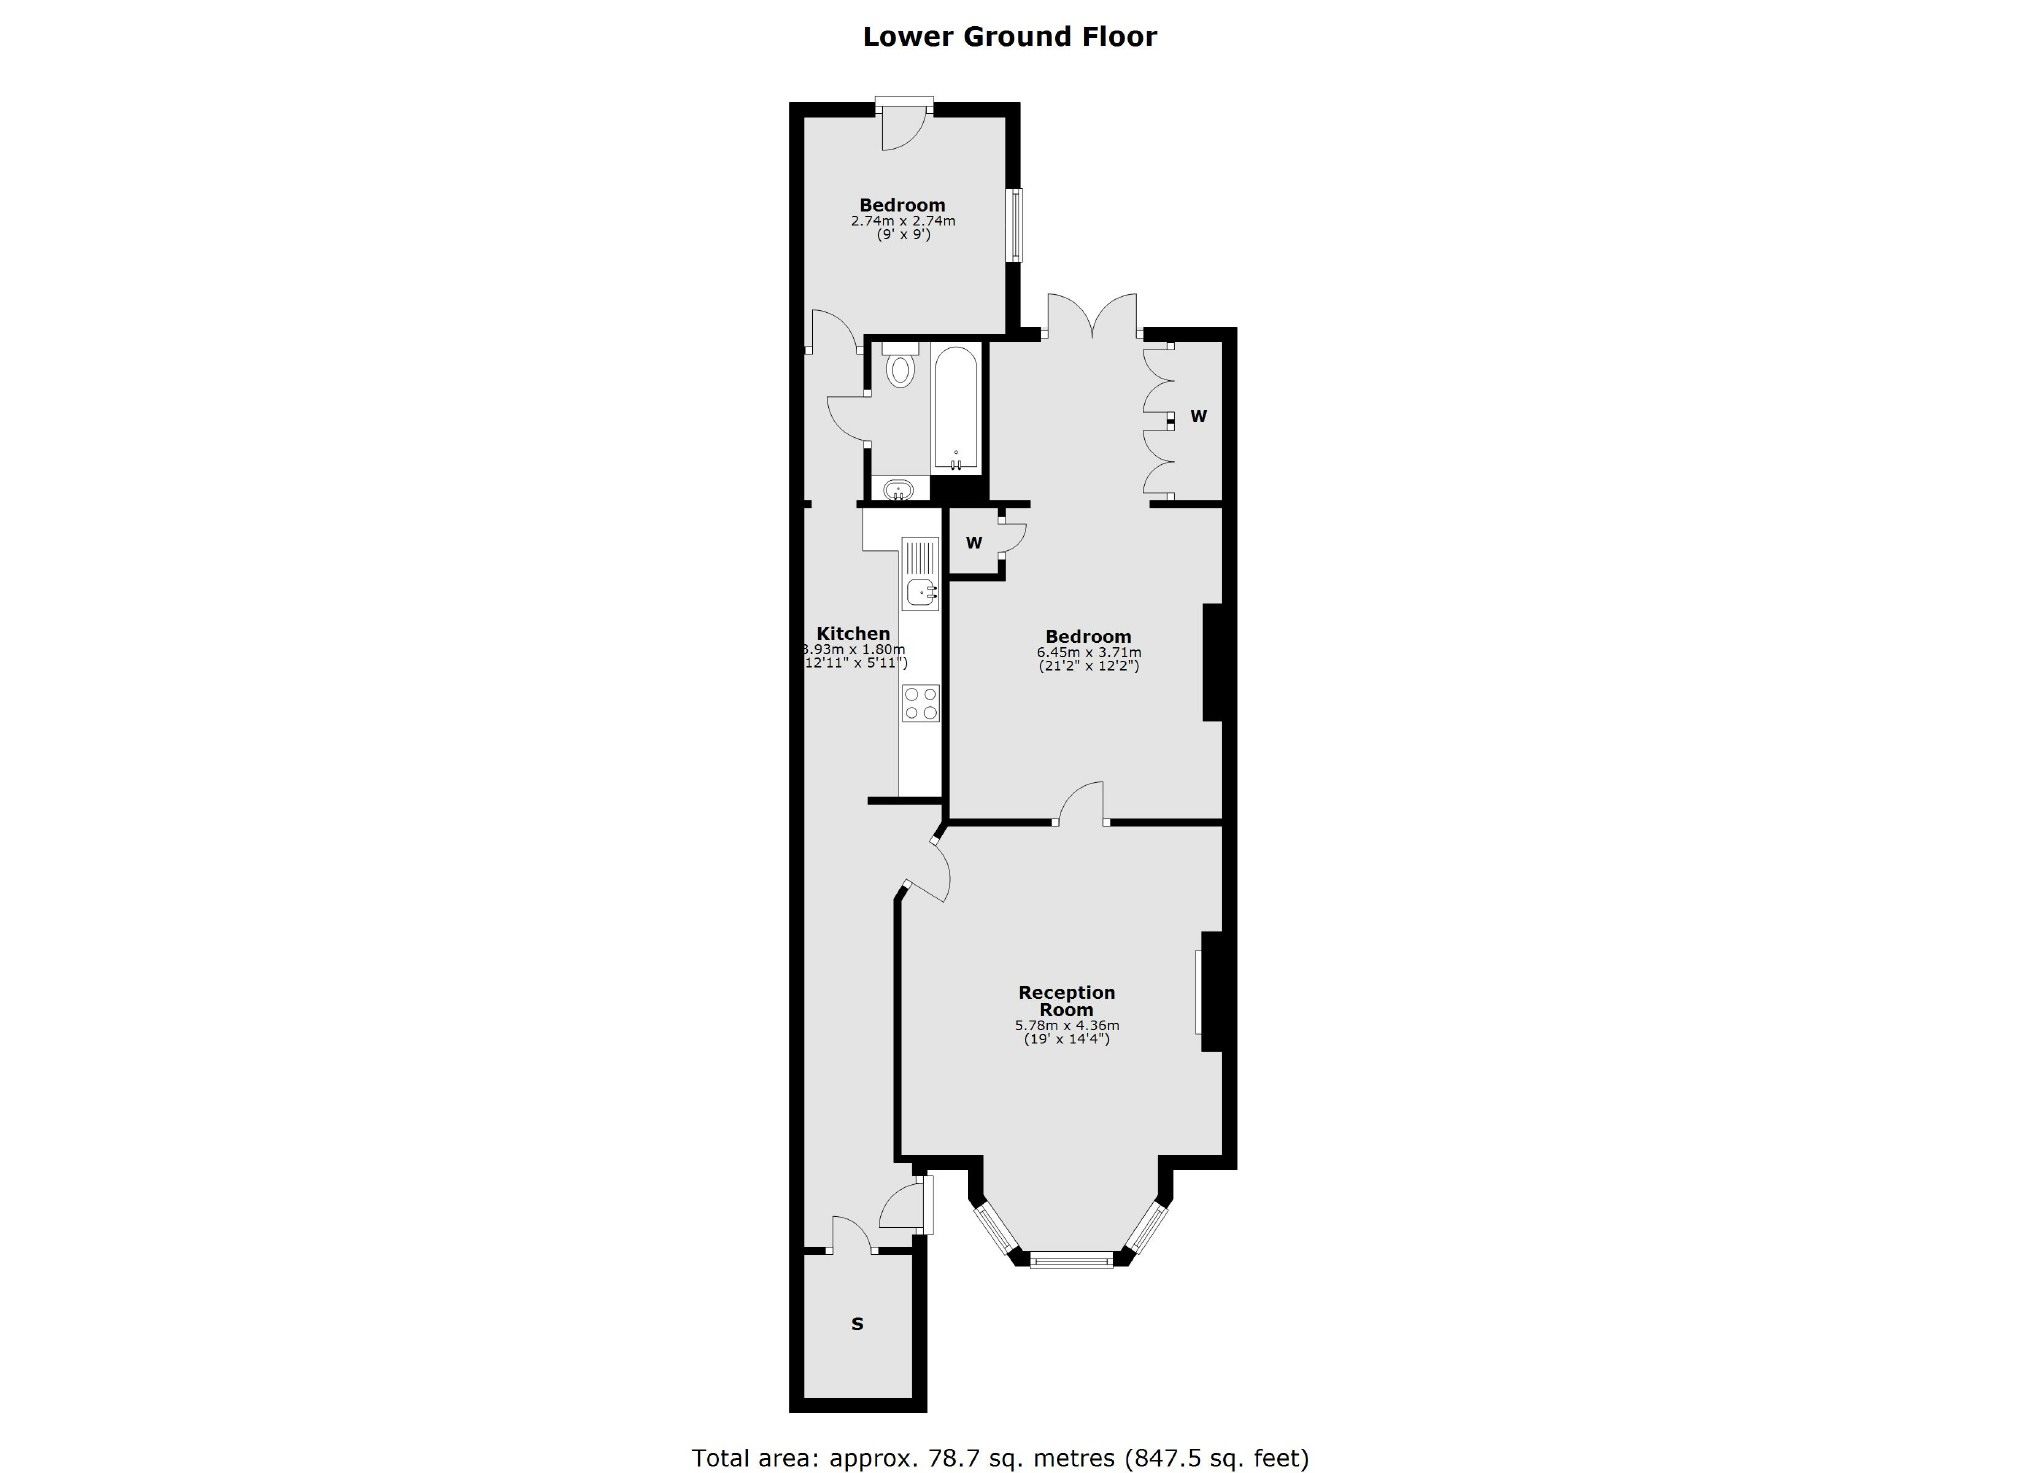 Lower Ground Floor
Bedroom
2.74m x 2.74m
(9' x 9')
W
W
Kitchen
3.93m x 1.80m
(12'11" x 5'11")
Bedroom
6.45m x 3.71m
(21'2" x 12'2")
Reception
Room
5.78m x 4.36m
(19' x 14'4")
S
Total area: approx. 78.7 sq. metres (847.5 sq. feet)